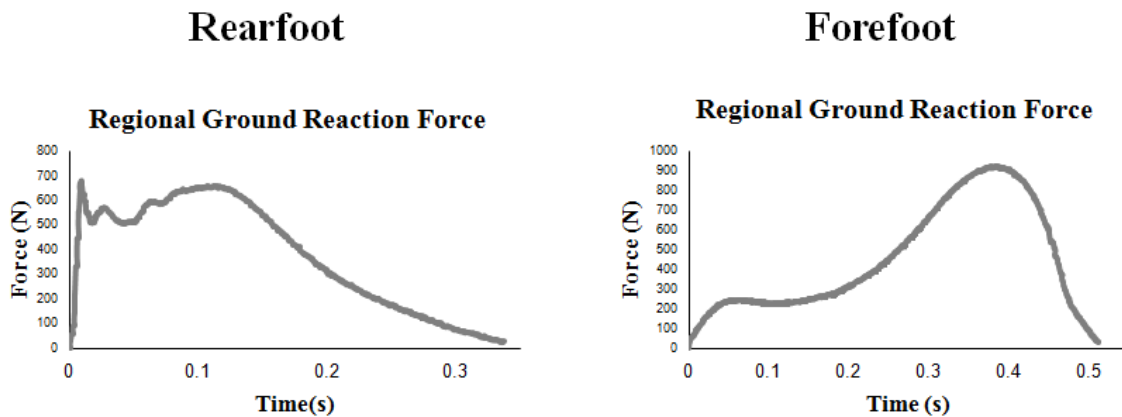 Rearfoot
Regional Ground Reaction Force
Force (N)
800
700
600
500
400
300
200
100
0
0 0.1 0.2 0.3
Time(s)
Forefoot
Regional Ground Reaction Force
Force (N)
1000
900
800
700
600
500
400
300
200
100
0
0 0.1 0.2 0.3 0.4 0.5
Time(s)